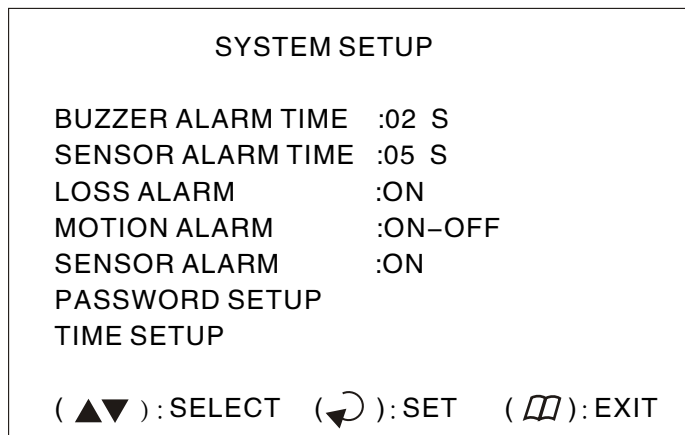 SYSTEM SETUP
BUZZER ALARM TIME :02 S
SENSOR ALARM TIME :05 S
LOSS ALARM :ON
MOTION ALARM :ON–OFF
SENSOR ALARM :ON
PASSWORD SETUP
TIME SETUP
( ▲▼ ): SELECT ( ) : SET ( ) : EXIT